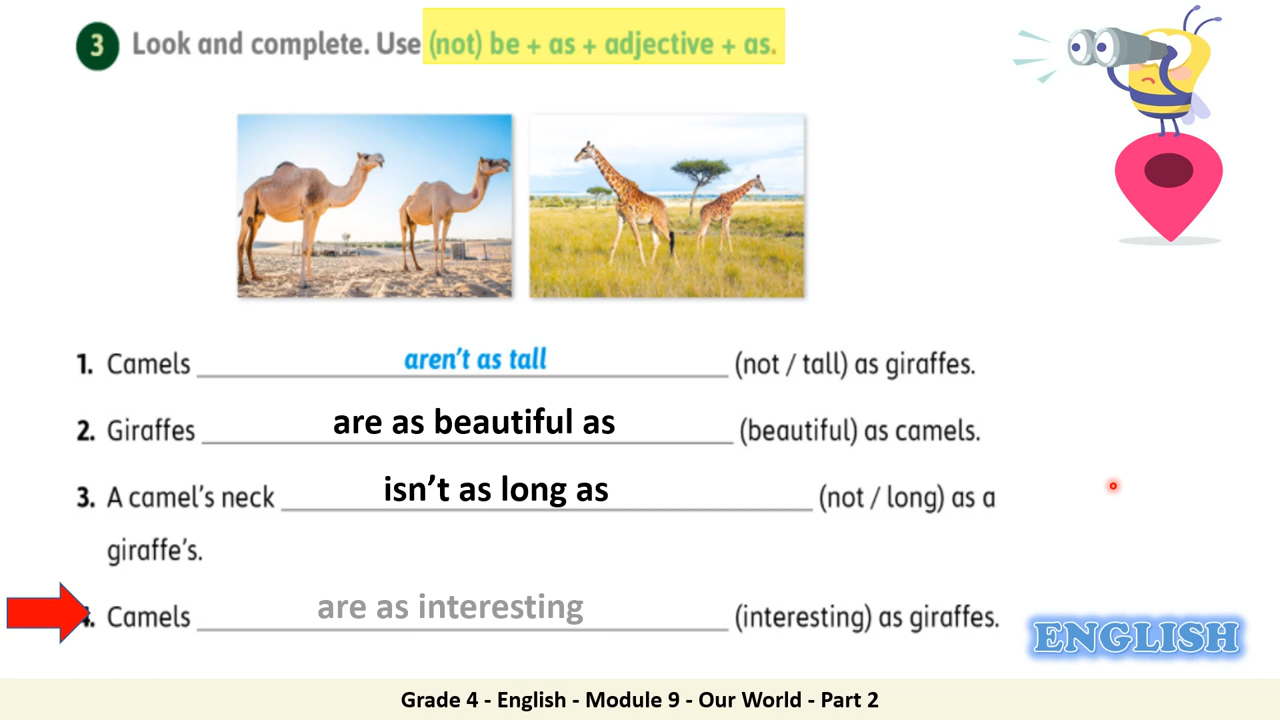 3 Look and complete. Use (not) be + as + adjective + as.
1. Camels aren't as tall (not / tall) as giraffes.
2. Giraffes are as beautiful as (beautiful) as camels.
3. A camel's neck isn't as long as (not / long) as a
giraffe's.
Camels are as interesting (interesting) as giraffes.
ENGLISH
Grade 4 - English - Module 9 - Our World - Part 2